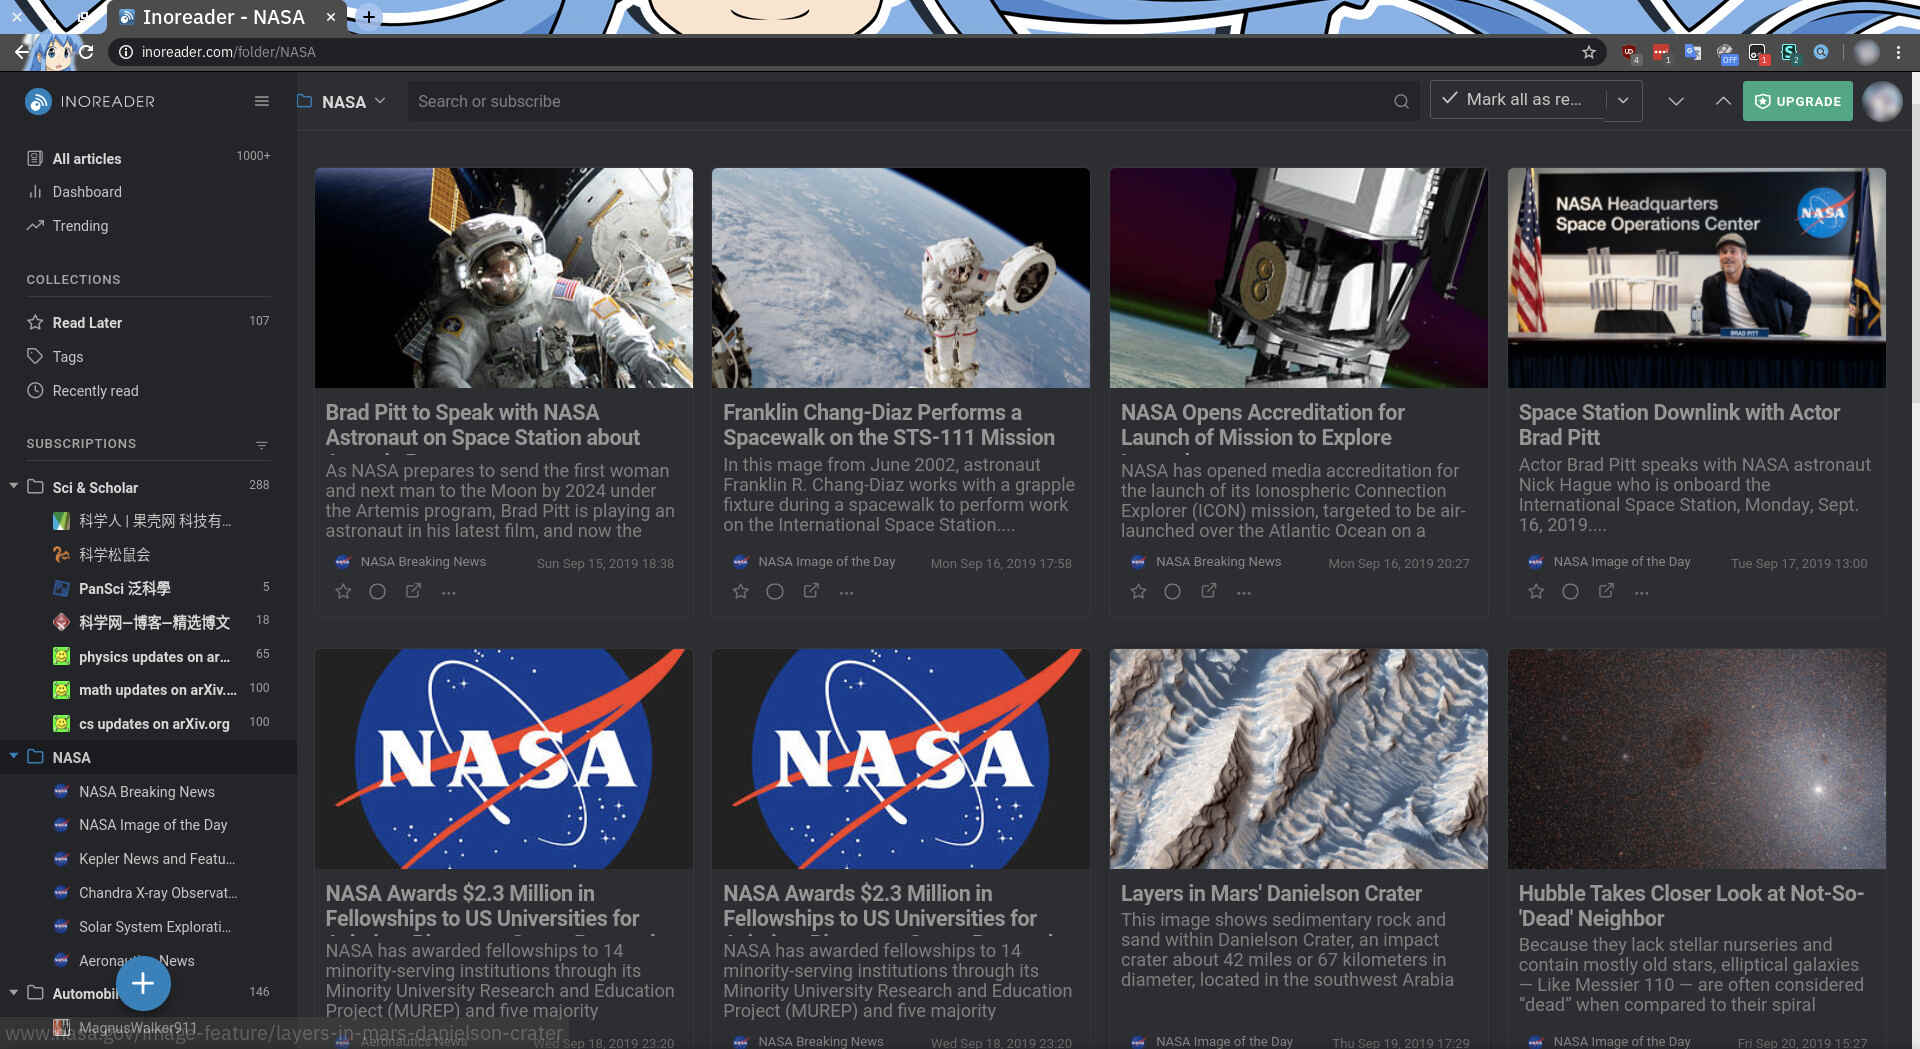 Inoreader - NASA
inoreader.com/folder/NASA
INOREADER
NASA
Search or subscribe
Mark all as re...
UPGRADE
All articles 1000+
Dashboard
Trending
COLLECTIONS
Read Later 107
Tags
Recently read
SUBSCRIPTIONS
Sci & Scholar 288
科学人 | 果壳网 科技有...
科学松鼠会
PanSci 泛科學 5
科学网—博客—精选博文 18
physics updates on ar... 65
math updates on arXiv.... 100
cs updates on arXiv.org 100
NASA
NASA Breaking News
NASA Image of the Day
Kepler News and Featu...
Chandra X-ray Observat...
Solar System Explorati...
News
146
MagnusWalker911
www.nasa.gov/image-feature/layers-in-mars-danielson-crater
Brad Pitt to Speak with NASA
Astronaut on Space Station about
As NASA prepares to send the first woman
and next man to the Moon by 2024 under
the Artemis program, Brad Pitt is playing an
astronaut in his latest film, and now the
NASA Breaking News Sun Sep 15, 2019 18:38
Franklin Chang-Diaz Performs a
Spacewalk on the STS-111 Mission
In this mage from June 2002, astronaut
Franklin R. Chang-Diaz works with a grapple
fixture during a spacewalk to perform work
on the International Space Station....
NASA Image of the Day Mon Sep 16, 2019 17:58
NASA Opens Accreditation for
Launch of Mission to Explore
NASA has opened media accreditation for
the launch of its Ionospheric Connection
Explorer (ICON) mission, targeted to be air-
launched over the Atlantic Ocean on a
NASA Breaking News Mon Sep 16, 2019 20:27
NASA Headquarters
Space Operations Center
NASA
BRAD PITT
Space Station Downlink with Actor
Brad Pitt
Actor Brad Pitt speaks with NASA astronaut
Nick Hague who is onboard the
International Space Station, Monday, Sept.
16, 2019....
NASA Image of the Day Tue Sep 17, 2019 13:00
NASA
NASA Awards $2.3 Million in
Fellowships to US Universities for
NASA has awarded fellowships to 14
minority-serving institutions through its
Minority University Research and Education
Project (MUREP) and five majority
Aeronautics News Wed Sep 18, 2019 23:20
NASA
NASA Awards $2.3 Million in
Fellowships to US Universities for
NASA has awarded fellowships to 14
minority-serving institutions through its
Minority University Research and Education
Project (MUREP) and five majority
NASA Breaking News Wed Sep 18, 2019 23:20
Layers in Mars' Danielson Crater
This image shows sedimentary rock and
sand within Danielson Crater, an impact
crater about 42 miles or 67 kilometers in
diameter, located in the southwest Arabia
NASA Image of the Day Thu Sep 19, 2019 17:29
Hubble Takes Closer Look at Not-So-
'Dead' Neighbor
Because they lack stellar nurseries and
contain mostly old stars, elliptical galaxies
— Like Messier 110 — are often considered
"dead" when compared to their spiral
NASA Image of the Day Fri Sep 20, 2019 15:27